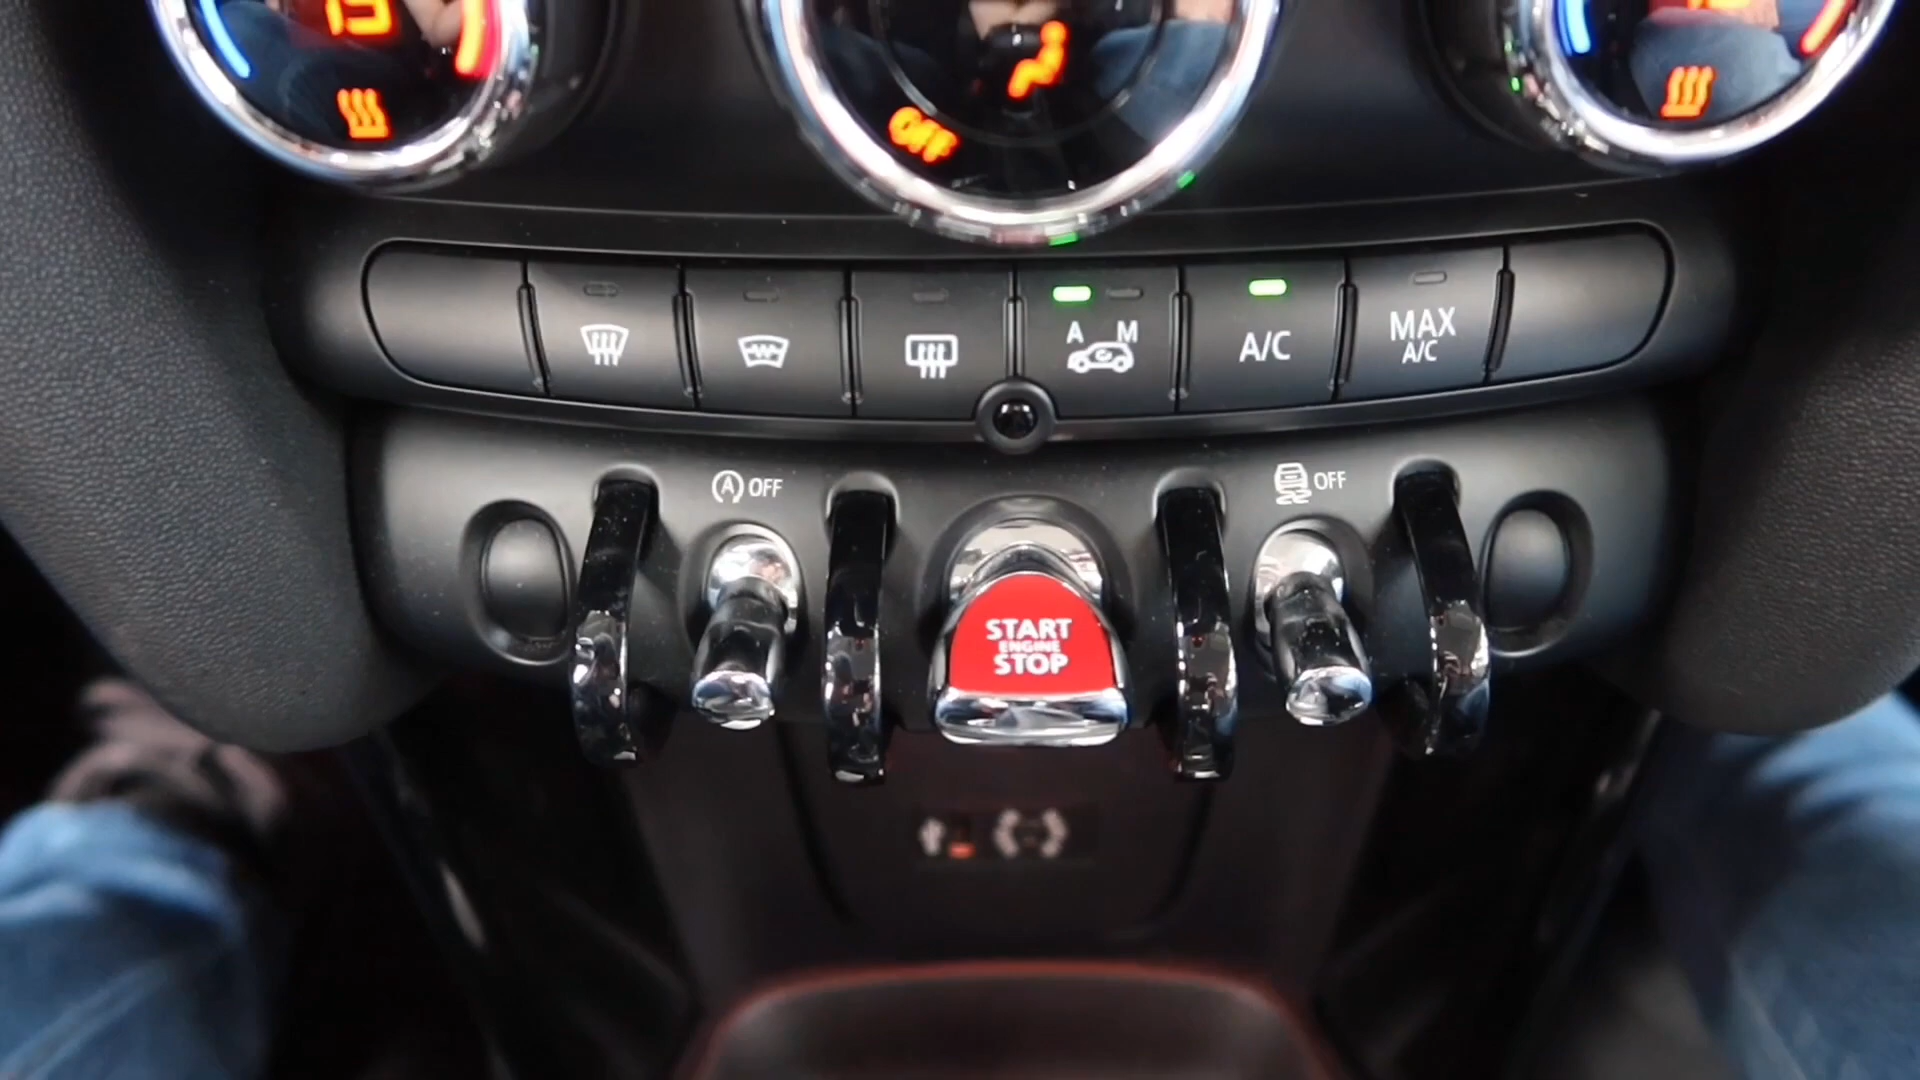 OFF
A M
A/C
MAX
A/C
A OFF
OFF
START
ENGINE
STOP